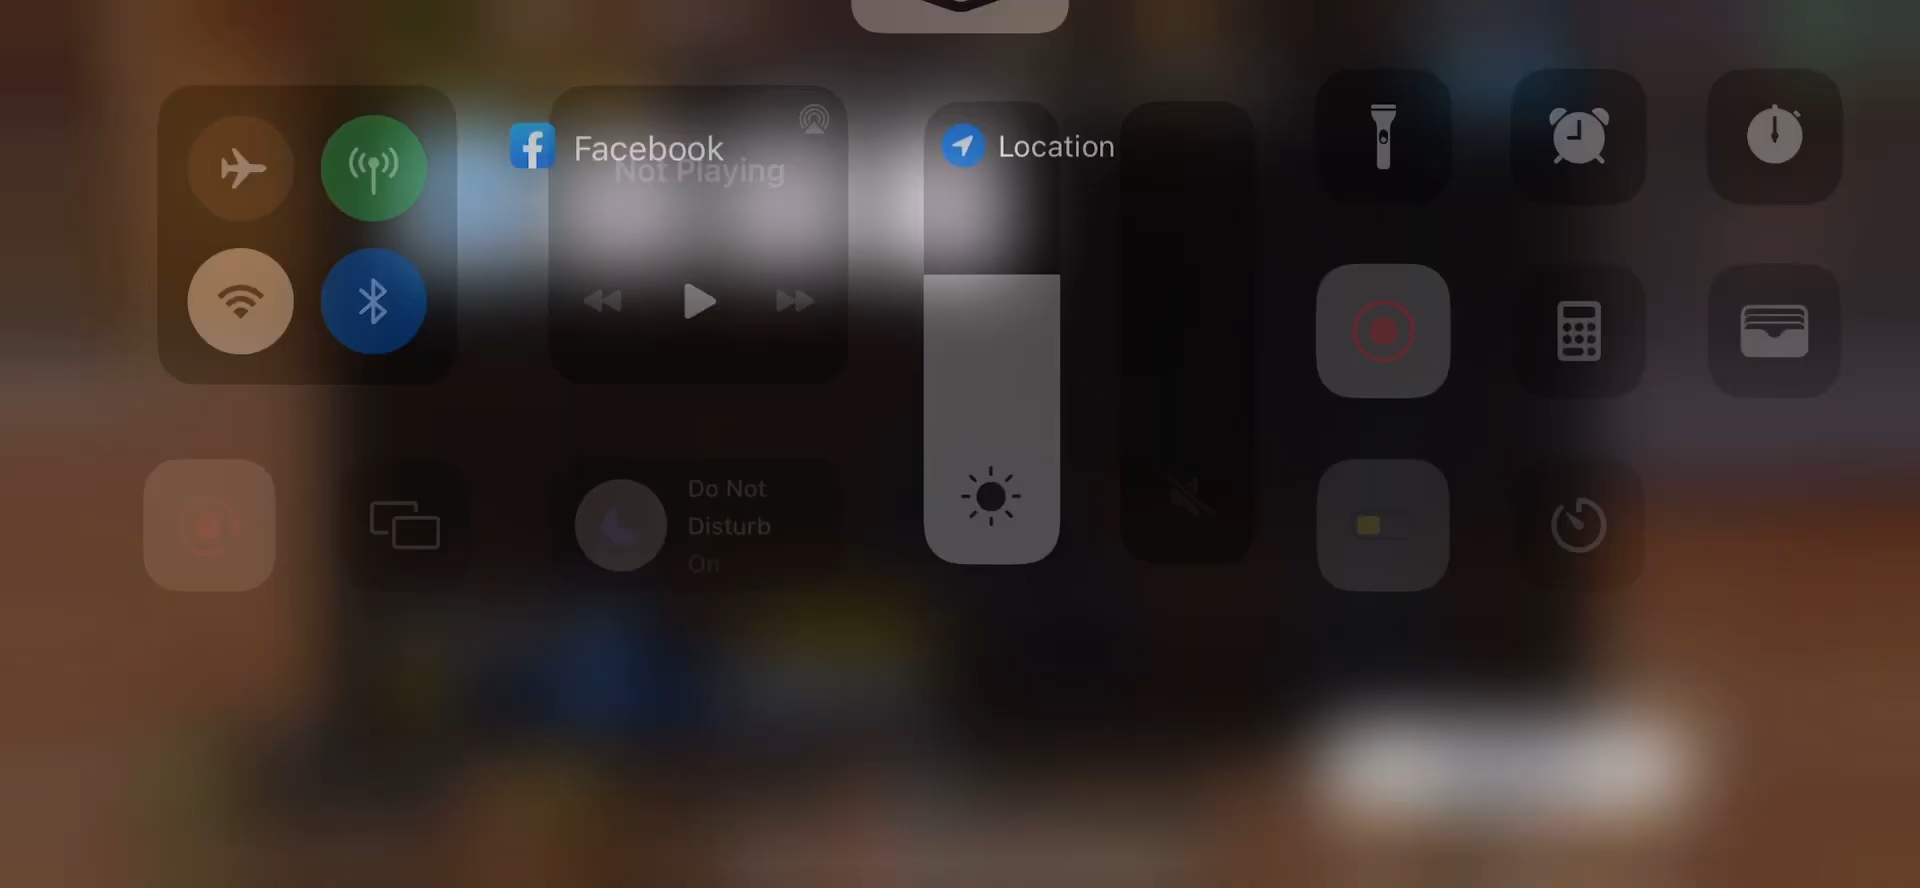 Facebook
Location
Not Playing
Do Not
Disturb
On